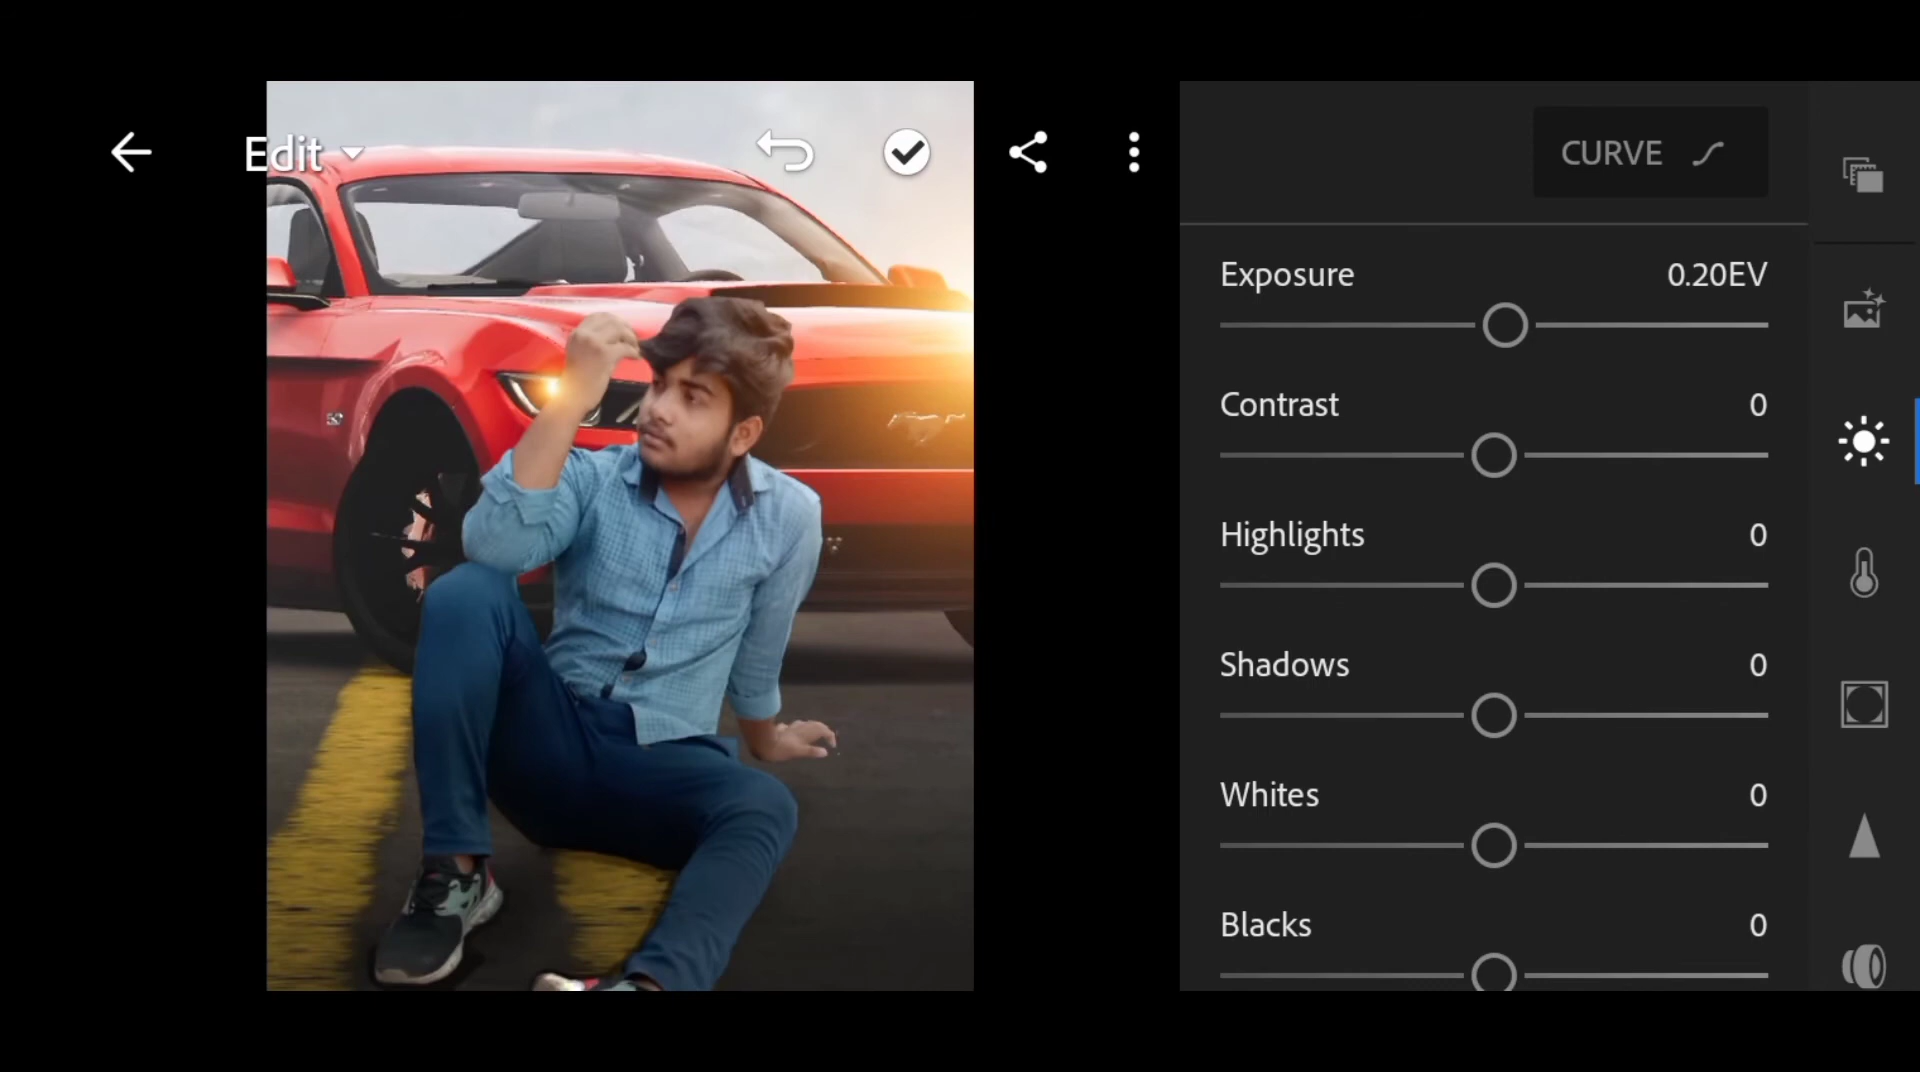 Edit
CURVE
Exposure 0.20EV
Contrast 0
Highlights 0
Shadows 0
Whites 0
Blacks 0